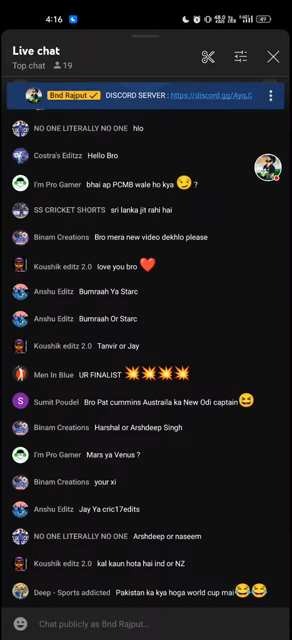 4:16
48.0
49
Live chat
Top chat 19
Bnd Rajput DISCORD SERVER : https://discord.gg/
NO ONE LITERALLY NO ONE hlo
Costra's Editzz Hello Bro
I'm Pro Gamer bhai ap PCMB wale ho kya 😏 ?
SS CRICKET SHORTS sri lanka jit rahi hai
Binam Creations Bro mera new video dekhlo please
Koushik editz 2.0 love you bro ❤️
Anshu Editz Bumraah Ya Starc
Anshu Editz Bumraah Or Starc
Koushik editz 2.0 Tanvir or Jay
Men In Blue UR FINALIST 💥💥💥💥
S Sumit Poudel Bro Pat cummins Austraila ka New Odi captain😆
Binam Creations Harshal or Arshdeep Singh
I'm Pro Gamer Mars ya Venus ?
Binam Creations your xi
Anshu Editz Jay Ya cric17edits
NO ONE LITERALLY NO ONE Arshdeep or naseem
Koushik editz 2.0 kal kaun hota hai ind or NZ
Deep - Sports addicted Pakistan ka kya hoga world cup mai😂😂
Chat publicly as Bnd Rajput...